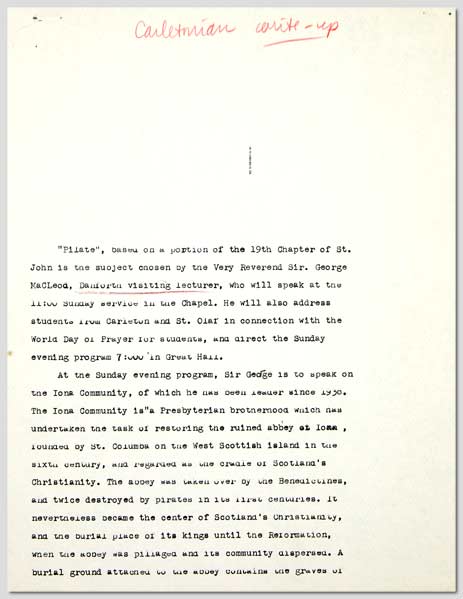 Carletonian write-up
"Pilate", based on a portion of the 19th Chapter of St.
John is the subject chosen by the Very Reverend Sir. George
MacLeod, Danforth visiting lecturer, who will speak at the
11:00 Sunday service in the Chapel. He will also address
students from Carleton and St. Olaf in connection with the
World Day of Prayer for students, and direct the Sunday
evening program 7:00 in Great Hall.
At the Sunday evening program, Sir Geoge is to speak on
the Iona Community, of which he has been leader since 1938.
The Iona Community is"a Presbyterian brotherhood which has
undertaken the task of restoring the ruined abbey at Iona ,
founded by St. Columba on the West Scottish island in the
sixth century, and regarded as the cradle of Scotland's
Christianity. The abbey was taken over by the Benedictines,
and twice destroyed by pirates in its first centuries. It
nevertheless became the center of Scotland's Christianity,
and the burial place of its kings until the Reformation,
when the abbey was pillaged and its community dispersed. A
burial ground attached to the abbey contains the graves of